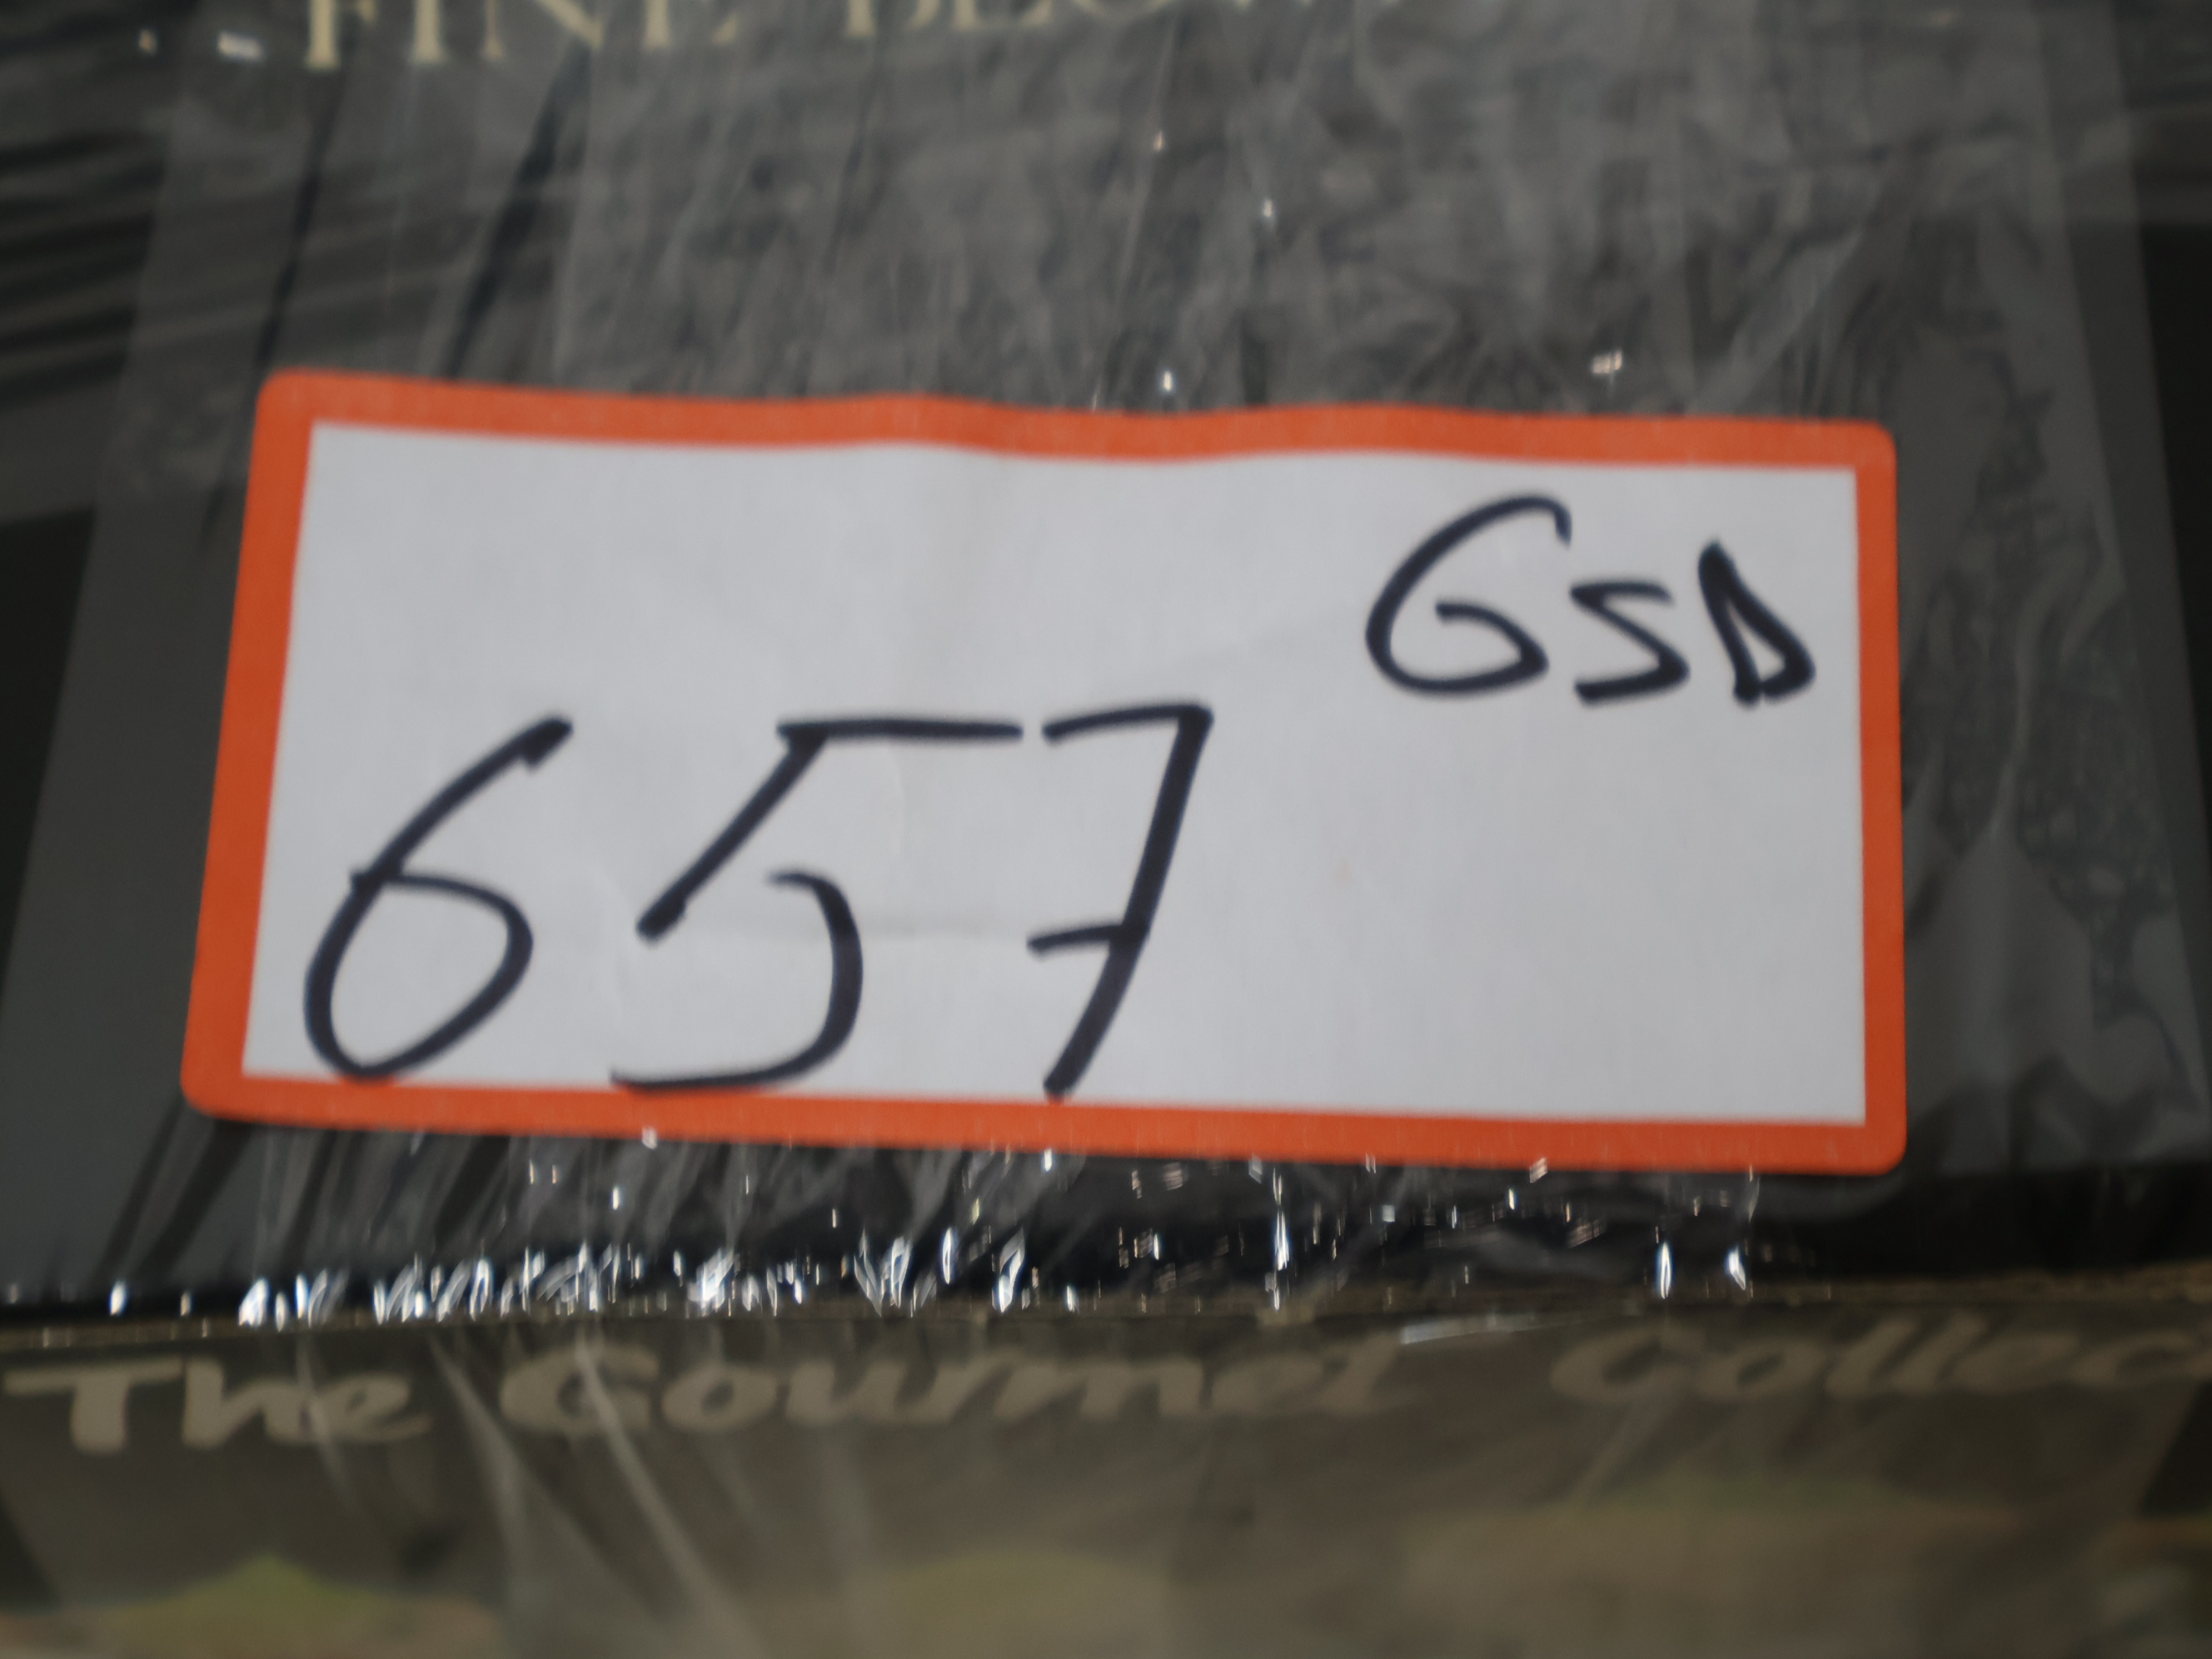 FINE
GSD
657
The Gourmet